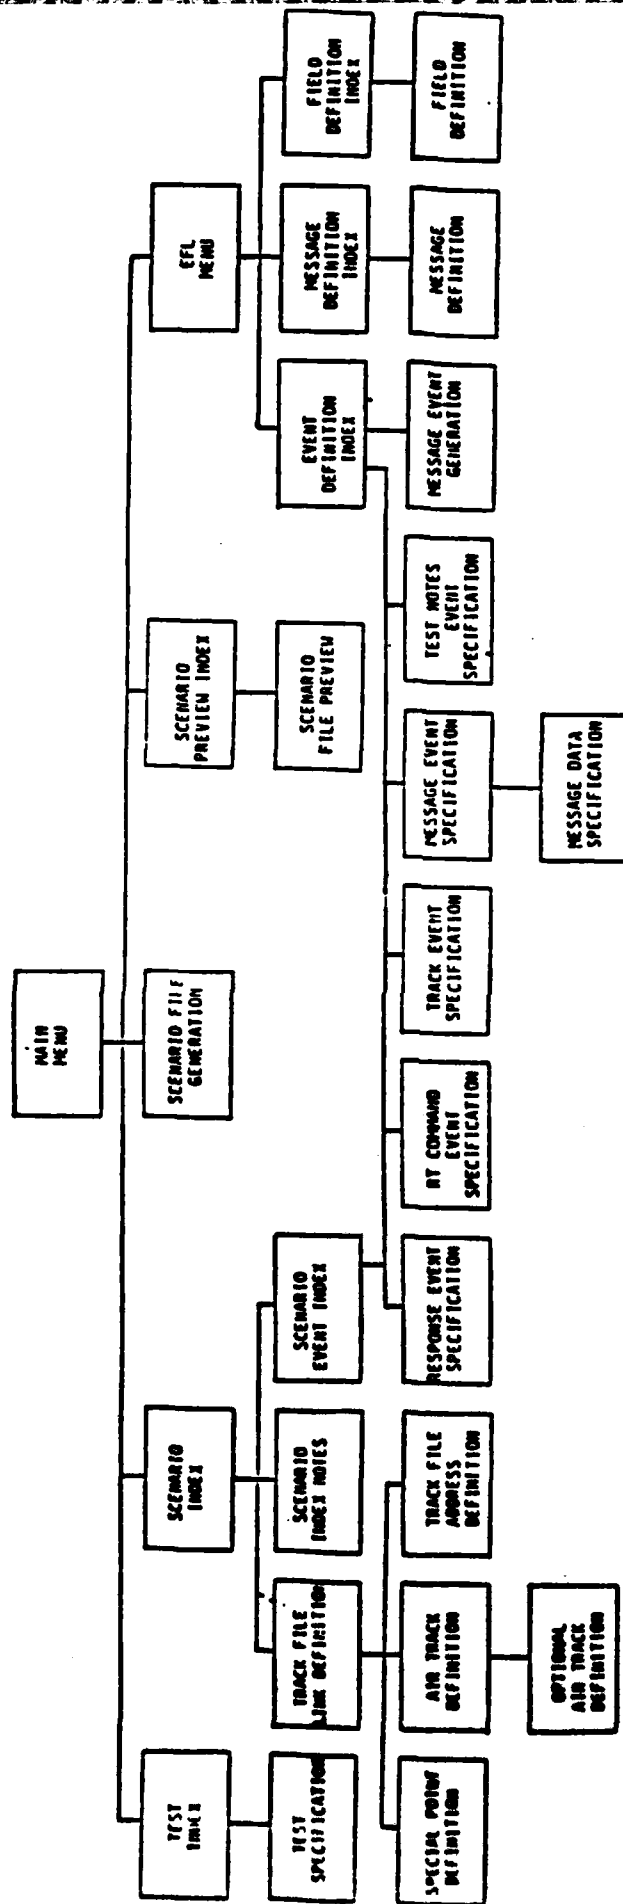 MAIN
MENU
TEST
INDEX
SCENARIO
INDEX
SCENARIO FILE
GENERATION
SCENARIO
PREVIEW INDEX
EFL
MENU
TEST
SPECIFICATION
TRACK FILE
LINK DEFINITION
SCENARIO
INDEX NOTES
SCENARIO
EVENT INDEX
SCENARIO
FILE PREVIEW
EVENT
DEFINITION
INDEX
MESSAGE
DEFINITION
INDEX
FIELD
DEFINITION
INDEX
SPECIAL POINT
DEFINITION
AIR TRACK
DEFINITION
TRACK FILE
ADDRESS
DEFINITION
RESPONSE EVENT
SPECIFICATION
RT COMMAND
EVENT
SPECIFICATION
TRACK EVENT
SPECIFICATION
MESSAGE EVENT
SPECIFICATION
TEST NOTES
EVENT
SPECIFICATION
MESSAGE EVENT
GENERATION
MESSAGE
DEFINITION
FIELD
DEFINITION
OPTIONAL
AIR TRACK
DEFINITION
MESSAGE DATA
SPECIFICATION